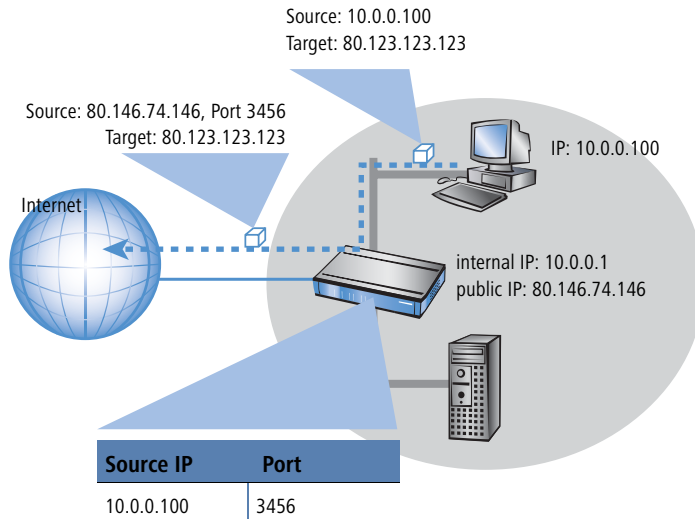 Source: 10.0.0.100
Target: 80.123.123.123
Source: 80.146.74.146, Port 3456
Target: 80.123.123.123
IP: 10.0.0.100
Internet
internal IP: 10.0.0.1
public IP: 80.146.74.146
Source IP Port
10.0.0.100 3456